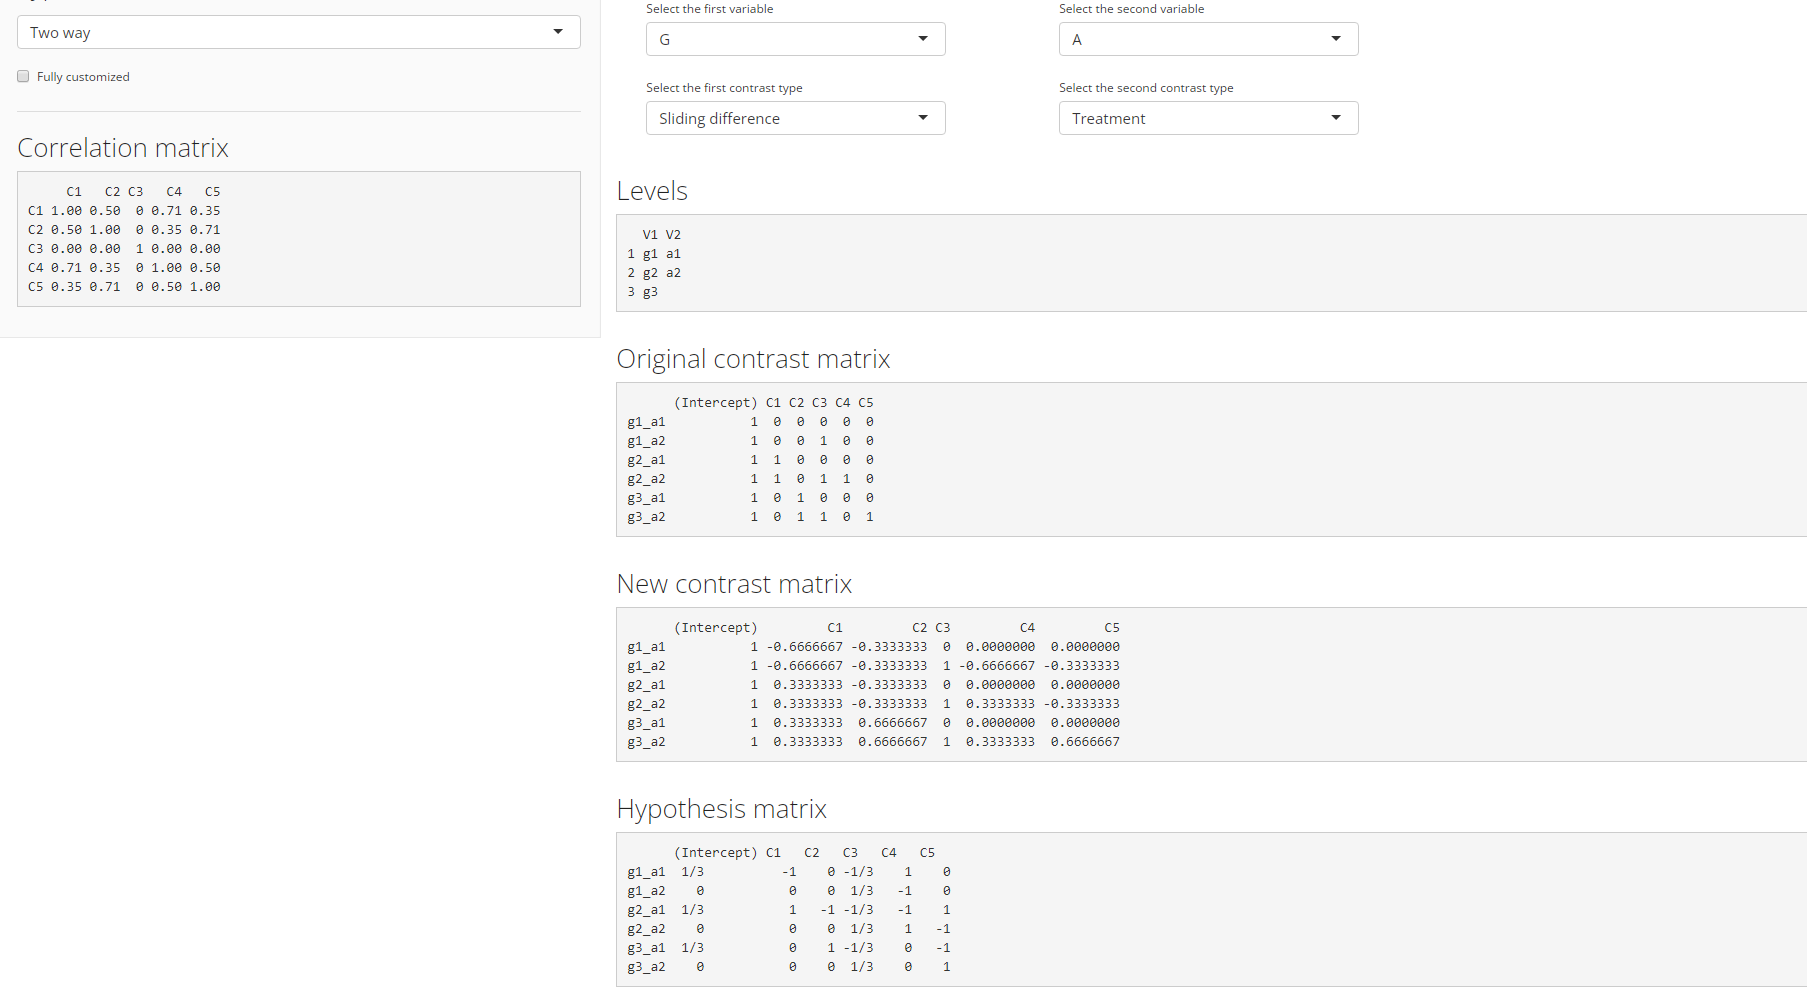 Two way
Fully customized
Correlation matrix
C1 C2 C3 C4 C5
C1 1.00 0.50 0 0.71 0.35
C2 0.50 1.00 0 0.35 0.71
C3 0.00 0.00 1 0.00 0.00
C4 0.71 0.35 0 1.00 0.50
C5 0.35 0.71 0 0.50 1.00
Select the first variable
Select the second variable
G
A
Select the first contrast type
Select the second contrast type
Sliding difference
Treatment
Levels
V1 V2
1 g1 a1
2 g2 a2
3 g3
Original contrast matrix
(Intercept) C1 C2 C3 C4 C5
g1_a1 1 0 0 0 0 0
g1_a2 1 0 0 1 0 0
g2_a1 1 1 0 0 0 0
g2_a2 1 1 0 1 1 0
g3_a1 1 0 1 0 0 0
g3_a2 1 0 1 1 0 1
New contrast matrix
(Intercept) C1 C2 C3 C4 C5
g1_a1 1 -0.6666667 -0.3333333 0 0.0000000 0.0000000
g1_a2 1 -0.6666667 -0.3333333 1 -0.6666667 -0.3333333
g2_a1 1 0.3333333 -0.3333333 0 0.0000000 0.0000000
g2_a2 1 0.3333333 -0.3333333 1 0.3333333 -0.3333333
g3_a1 1 0.3333333 0.6666667 0 0.0000000 0.0000000
g3_a2 1 0.3333333 0.6666667 1 0.3333333 0.6666667
Hypothesis matrix
(Intercept) C1 C2 C3 C4 C5
g1_a1 1/3 -1 0 -1/3 1 0
g1_a2 0 0 0 1/3 -1 0
g2_a1 1/3 1 -1 -1/3 -1 1
g2_a2 0 0 0 1/3 1 -1
g3_a1 1/3 0 1 -1/3 0 -1
g3_a2 0 0 0 1/3 0 1